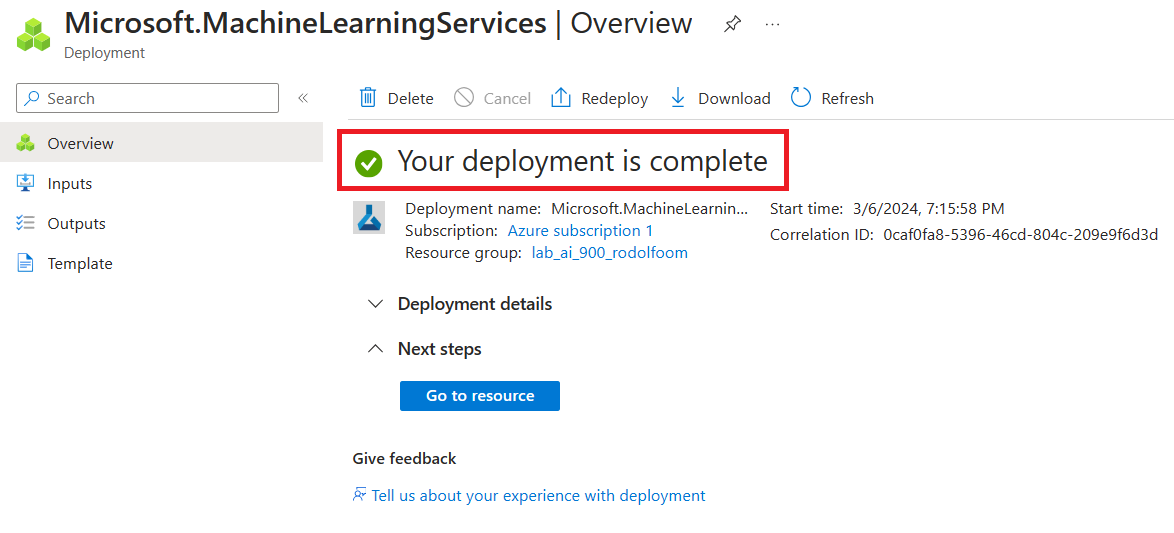 Microsoft.MachineLearningServices | Overview
Deployment
Search
Delete Cancel Redeploy Download Refresh
Overview
Inputs
Outputs
Template
Your deployment is complete
Deployment name: Microsoft.MachineLearnin...
Subscription: Azure subscription 1
Resource group: lab_ai_900_rodolfoom
Start time: 3/6/2024, 7:15:58 PM
Correlation ID: 0caf0fa8-5396-46cd-804c-209e9f6d3d
Deployment details
Next steps
Go to resource
Give feedback
Tell us about your experience with deployment